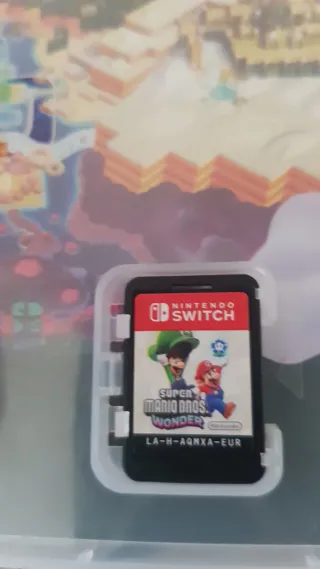 NINTENDO
SWITCH
SUPER
MARIO BROS.
WONDER
Nintendo
LA-H-AQMXA-EUR